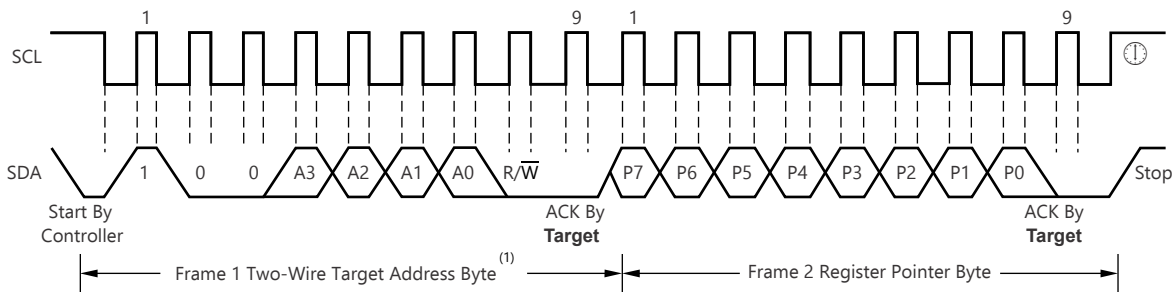 1 9 1 9
SCL
SDA 1 0 0 A3 A2 A1 A0 R/W̅ P7 P6 P5 P4 P3 P2 P1 P0 Stop
Start By ACK By ACK By
Controller Target Target
Frame 1 Two-Wire Target Address Byte (1) Frame 2 Register Pointer Byte